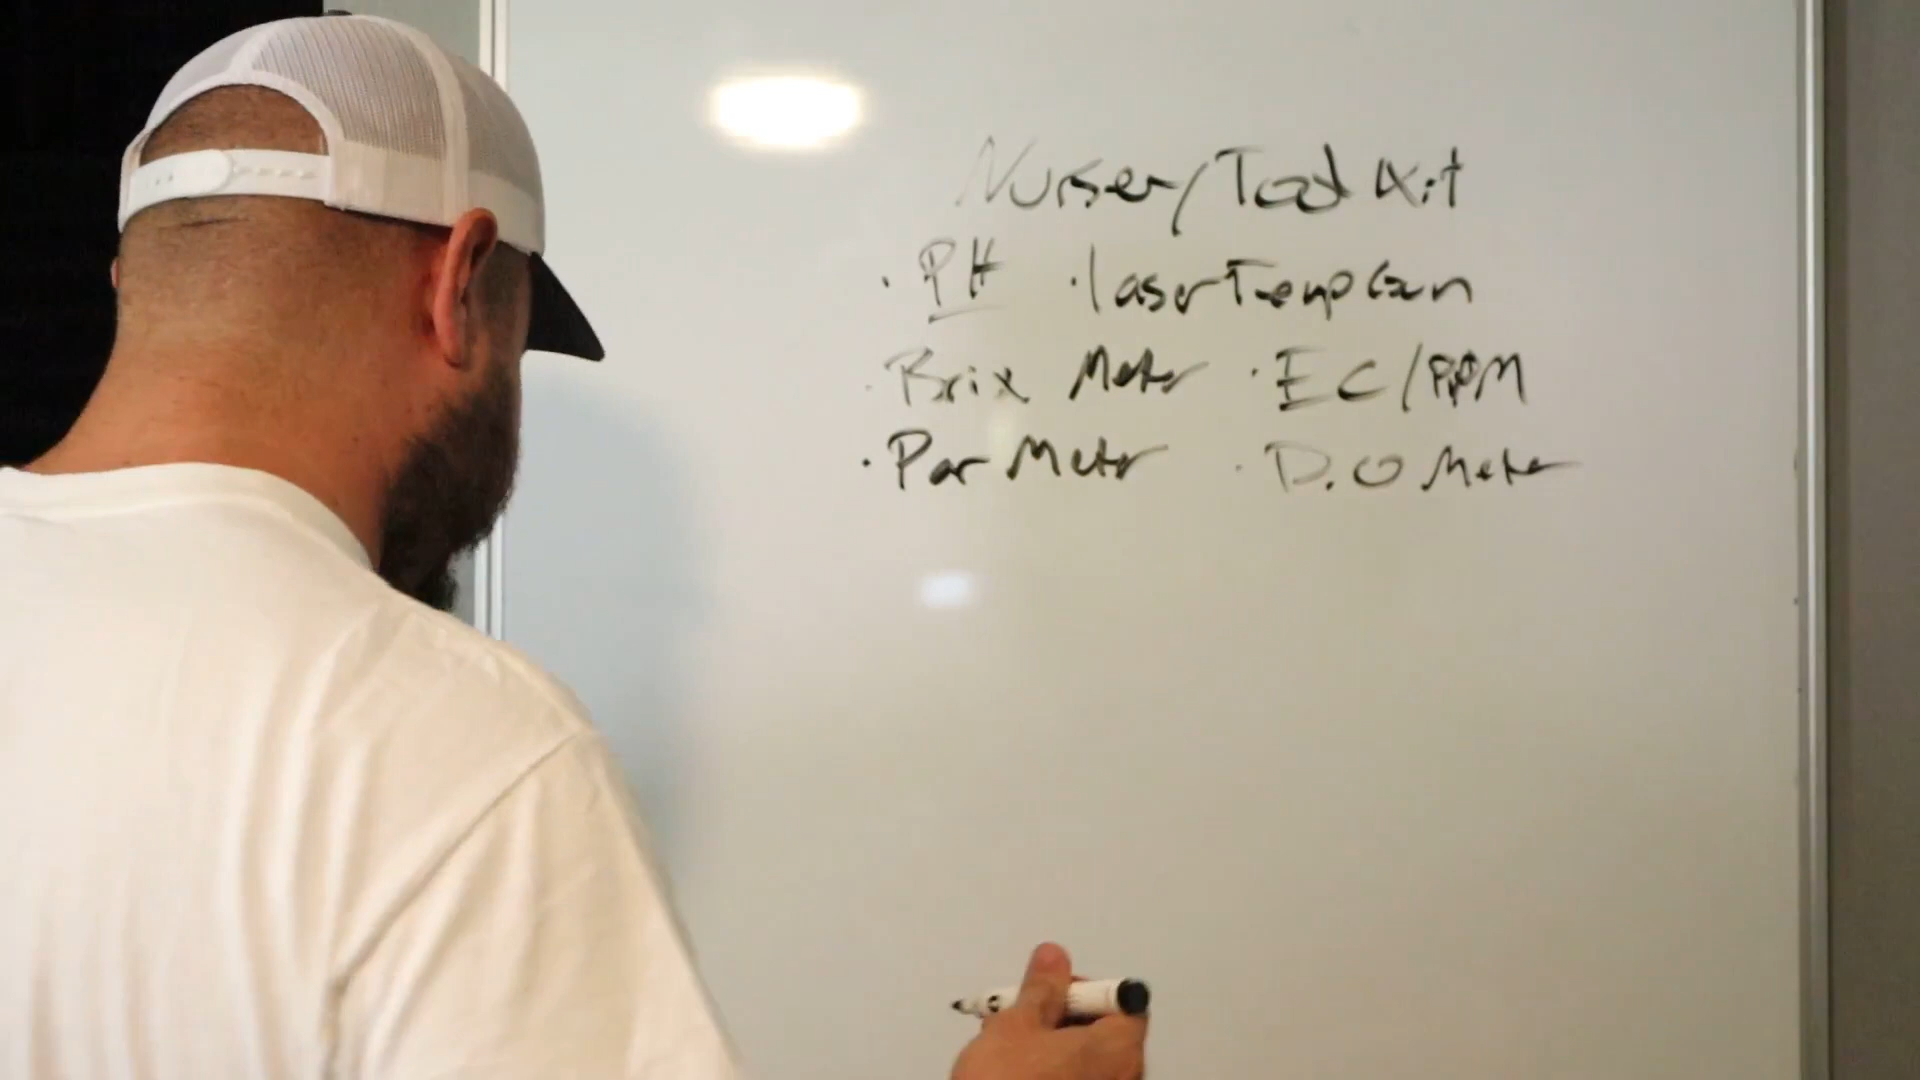 Nursery Tool Kit
· PH · laser Temp Gun
· Brix Meter · EC/PPM
· Par Meter · D.O Meter